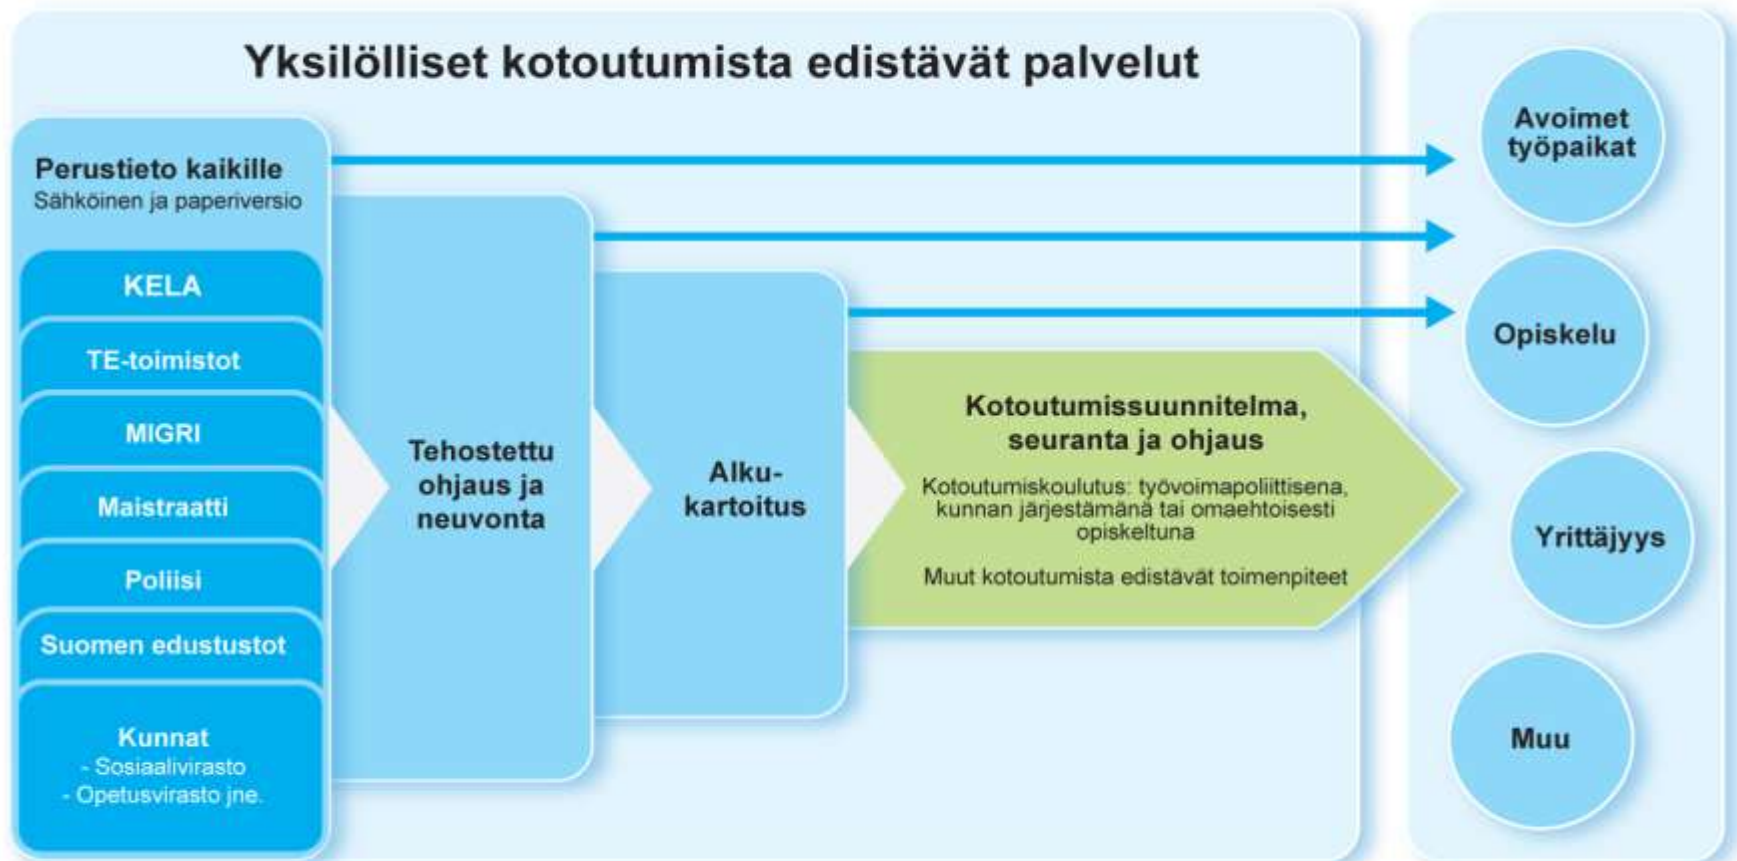 Yksilölliset kotoutumista edistävät palvelut
Perustieto kaikille
Sähköinen ja paperiversio
KELA
TE-toimistot
MIGRI
Maistraatti
Poliisi
Suomen edustustot
Kunnat
- Sosiaalivirasto
- Opetusvirasto jne.
Tehostettu
ohjaus ja
neuvonta
Alku-
kartoitus
Kotoutumissuunnitelma,
seuranta ja ohjaus
Kotoutumiskoulutus: työvoimapoliittisena,
kunnan järjestämänä tai omaehtoisesti
opiskeltuna
Muut kotoutumista edistävät toimenpiteet
Avoimet
työpaikat
Opiskelu
Yrittäjyys
Muu